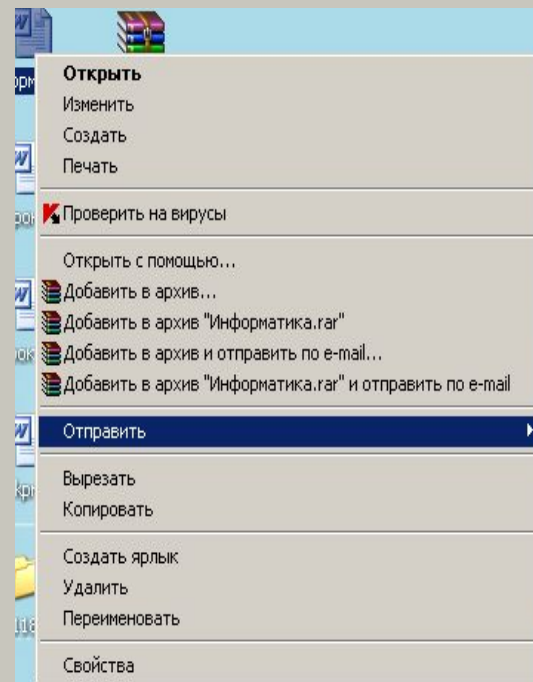 Открыть
Изменить
Создать
Печать
Проверить на вирусы
Открыть с помощью...
Добавить в архив...
Добавить в архив "Информатика.rar"
Добавить в архив и отправить по e-mail...
Добавить в архив "Информатика.rar" и отправить по e-mail
Отправить
Вырезать
Копировать
Создать ярлык
Удалить
Переименовать
Свойства